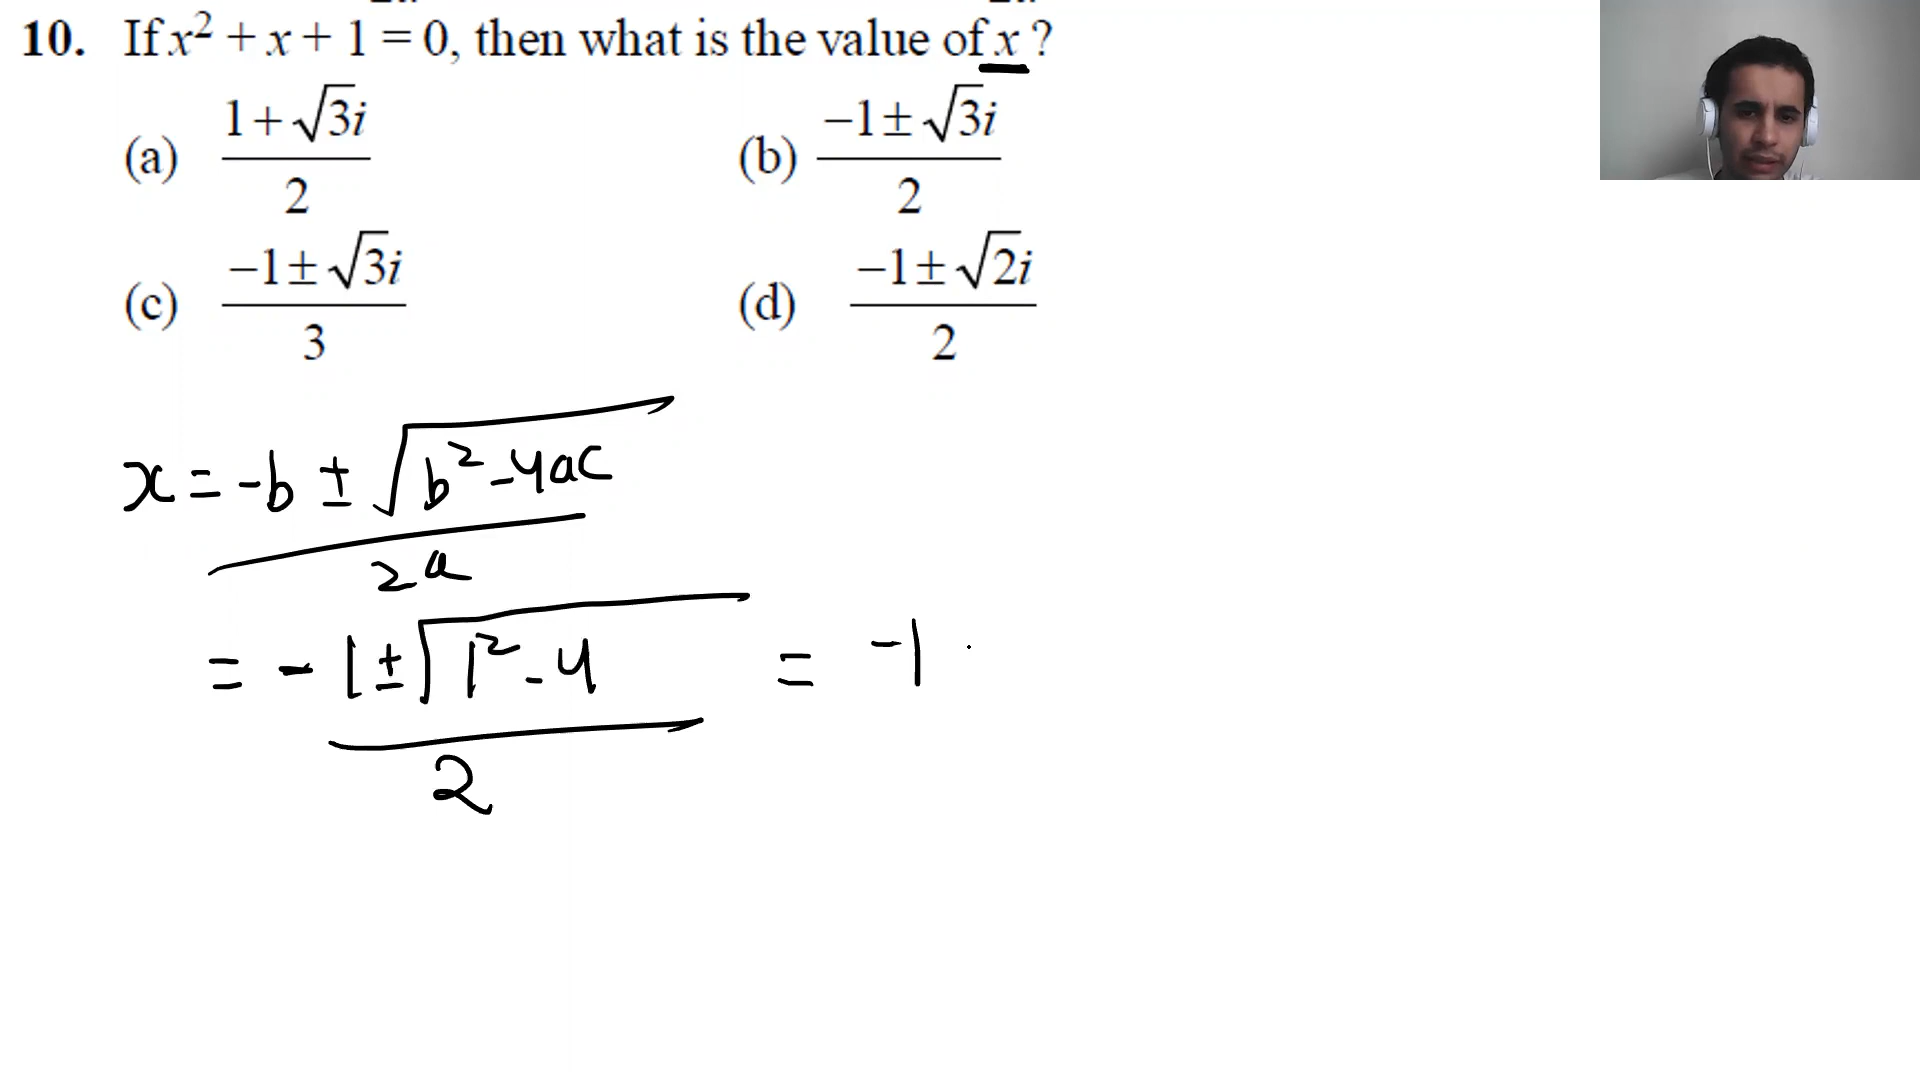 10. If x² + x + 1 = 0, then what is the value of x ?
(a) 1+√3i / 2 (b) −1±√3i / 2
(c) −1±√3i / 3 (d) −1±√2i / 2
x = -b ± √b²-4ac / 2a
= -1±√1²-4 / 2 = -1